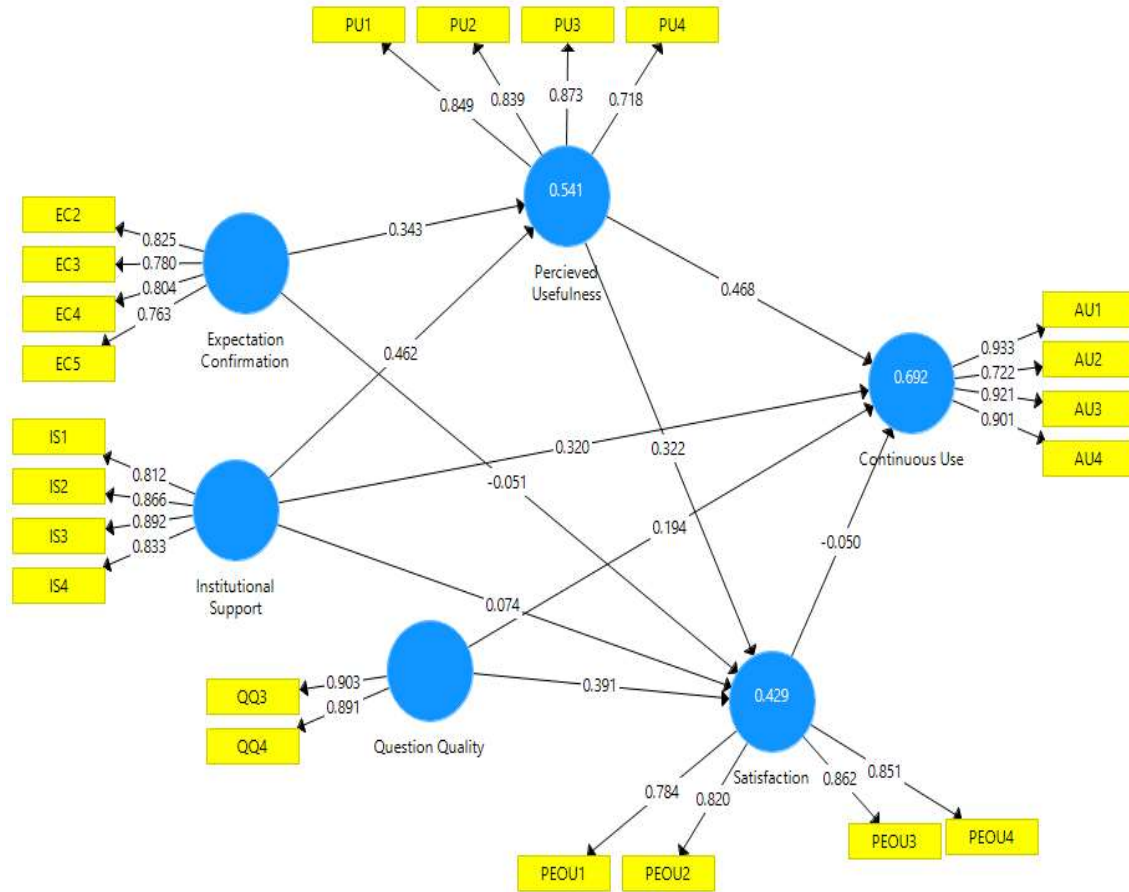 PU1
PU2
PU3
PU4
0.849
0.839
0.873
0.718
0.541
Percieved
Usefulness
EC2
EC3
EC4
EC5
0.825
0.780
0.804
0.763
Expectation
Confirmation
0.343
0.462
0.468
AU1
AU2
AU3
AU4
0.933
0.722
0.921
0.901
0.692
Continuous Use
IS1
IS2
IS3
IS4
0.812
0.866
0.892
0.833
Institutional
Support
0.320
0.322
-0.051
0.194
-0.050
0.074
0.391
QQ3
QQ4
0.903
0.891
Question Quality
0.429
Satisfaction
0.784
0.820
0.862
0.851
PEOU1
PEOU2
PEOU3
PEOU4